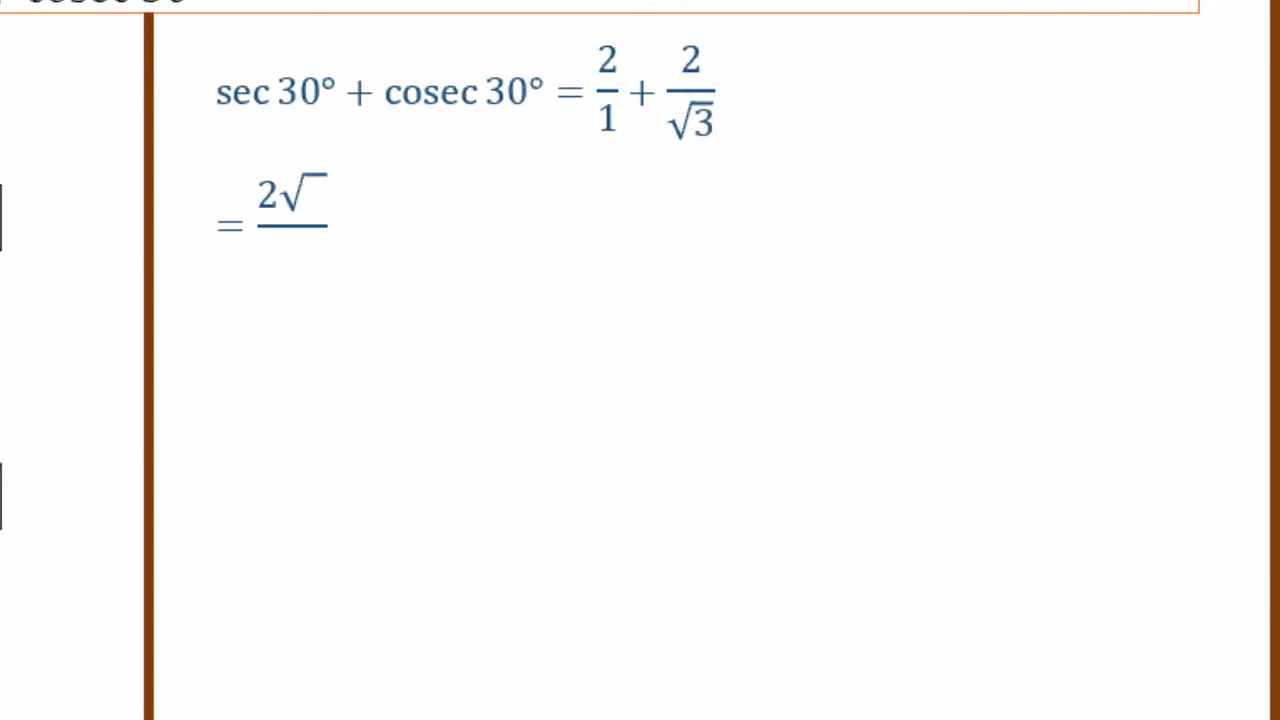 sec 30° + cosec 30° = 2/1 + 2/√3
= 2√